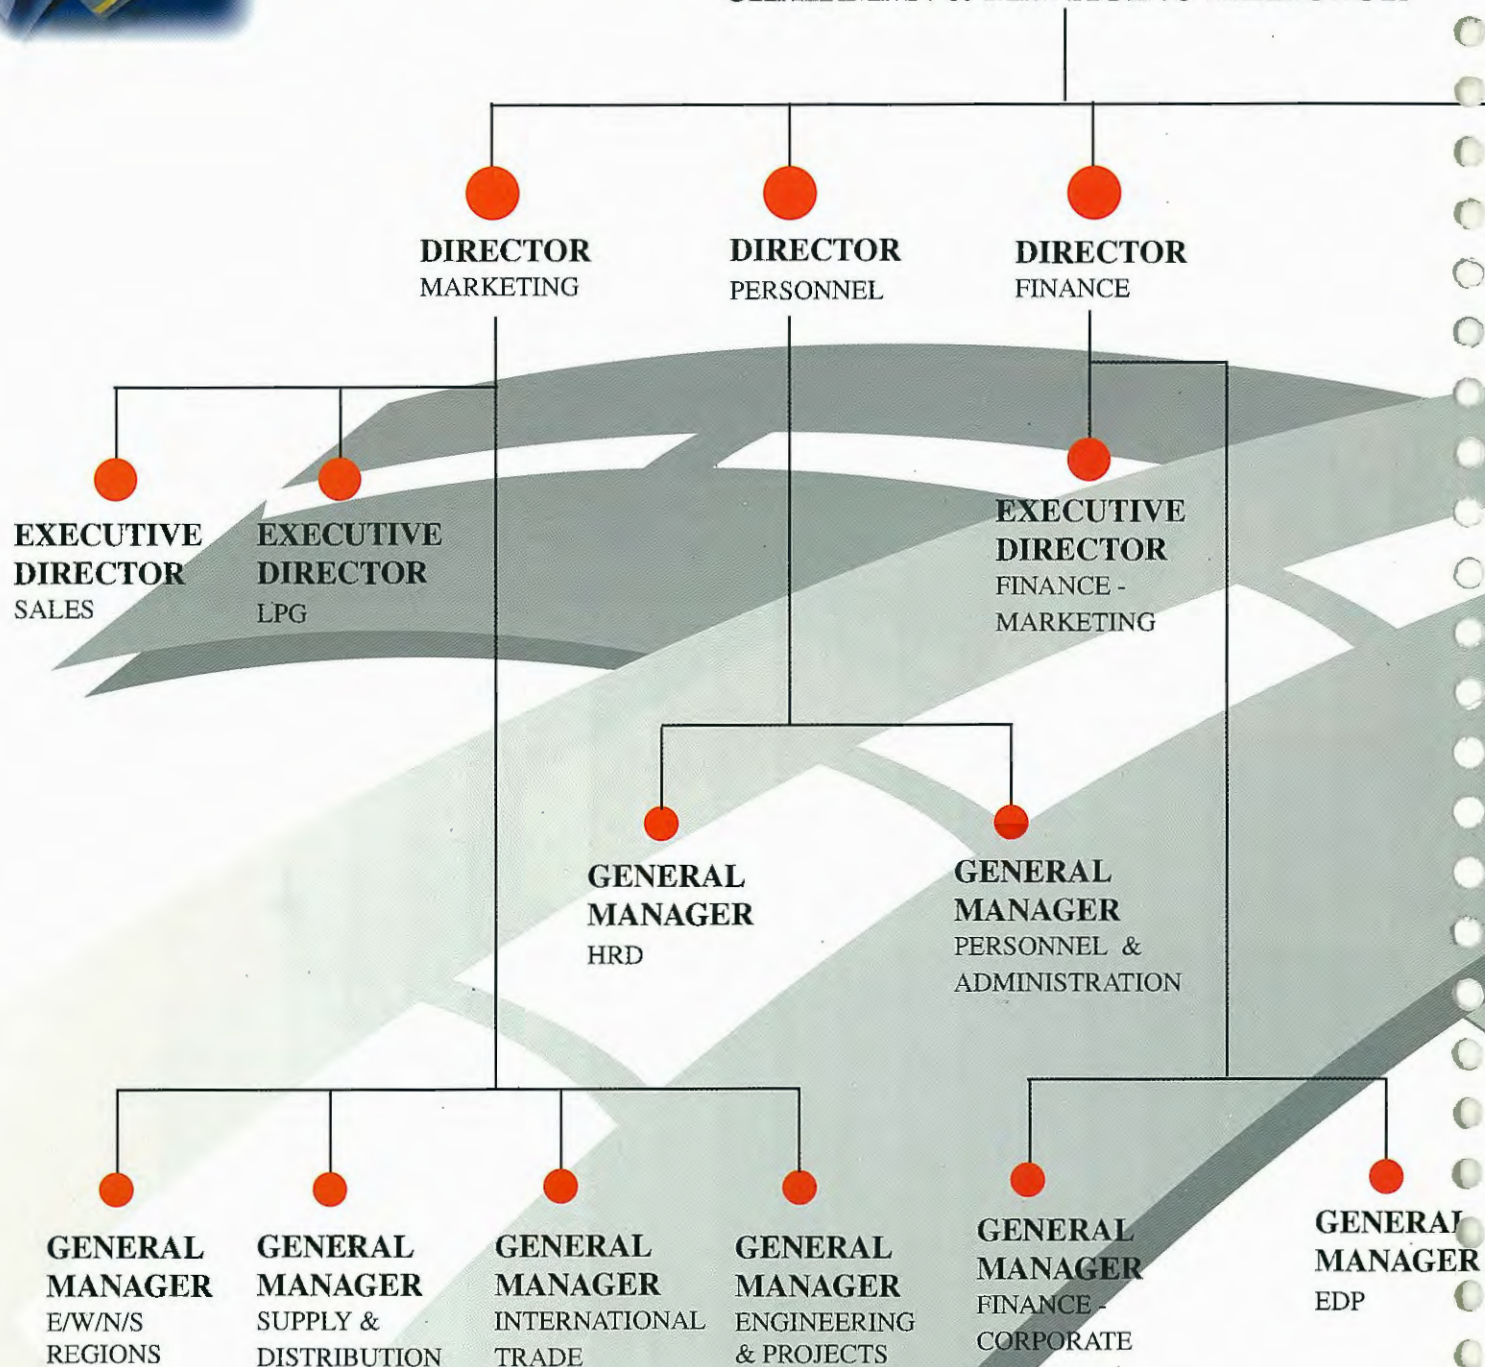 DIRECTOR
MARKETING
DIRECTOR
PERSONNEL
DIRECTOR
FINANCE
EXECUTIVE
DIRECTOR
SALES
EXECUTIVE
DIRECTOR
LPG
EXECUTIVE
DIRECTOR
FINANCE -
MARKETING
GENERAL
MANAGER
HRD
GENERAL
MANAGER
PERSONNEL &
ADMINISTRATION
GENERAL
MANAGER
E/W/N/S
REGIONS
GENERAL
MANAGER
SUPPLY &
DISTRIBUTION
GENERAL
MANAGER
INTERNATIONAL
TRADE
GENERAL
MANAGER
ENGINEERING
& PROJECTS
GENERAL
MANAGER
FINANCE -
CORPORATE
GENERAL
MANAGER
EDP